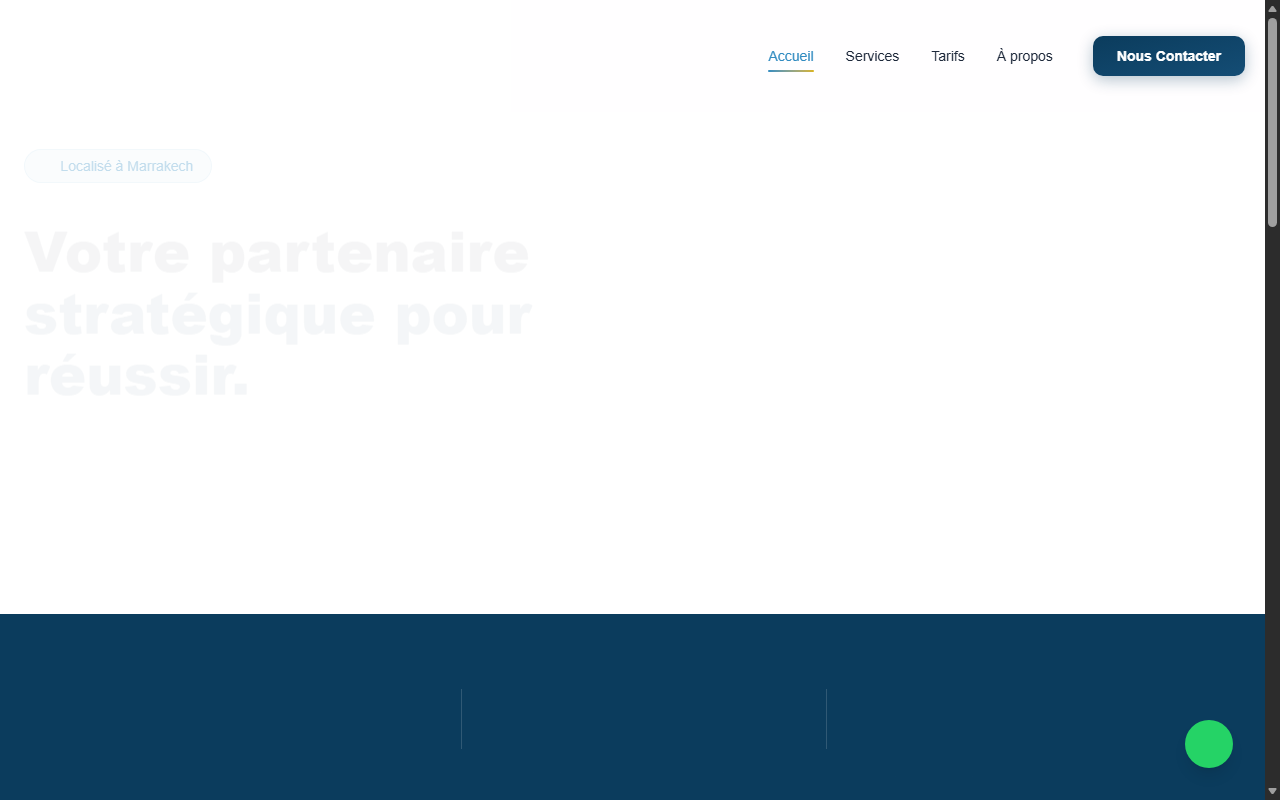 Accueil
Services
Tarifs
À propos
Nous Contacter
Localisé à Marrakech
Votre partenaire
stratégique pour
réussir.